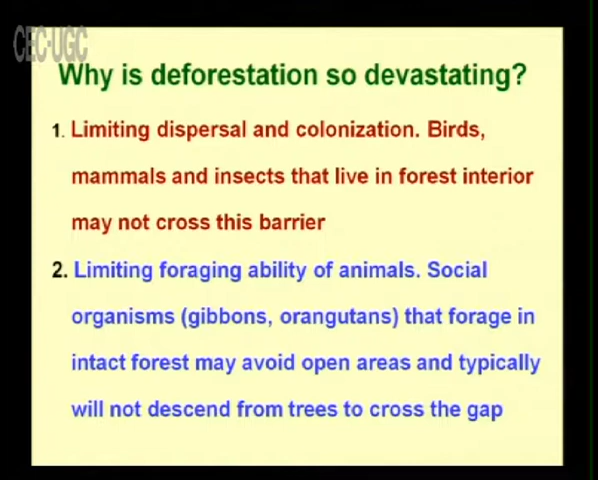 CEC-UGC
Why is deforestation so devastating?
1. Limiting dispersal and colonization. Birds,
mammals and insects that live in forest interior
may not cross this barrier
2. Limiting foraging ability of animals. Social
organisms (gibbons, orangutans) that forage in
intact forest may avoid open areas and typically
will not descend from trees to cross the gap